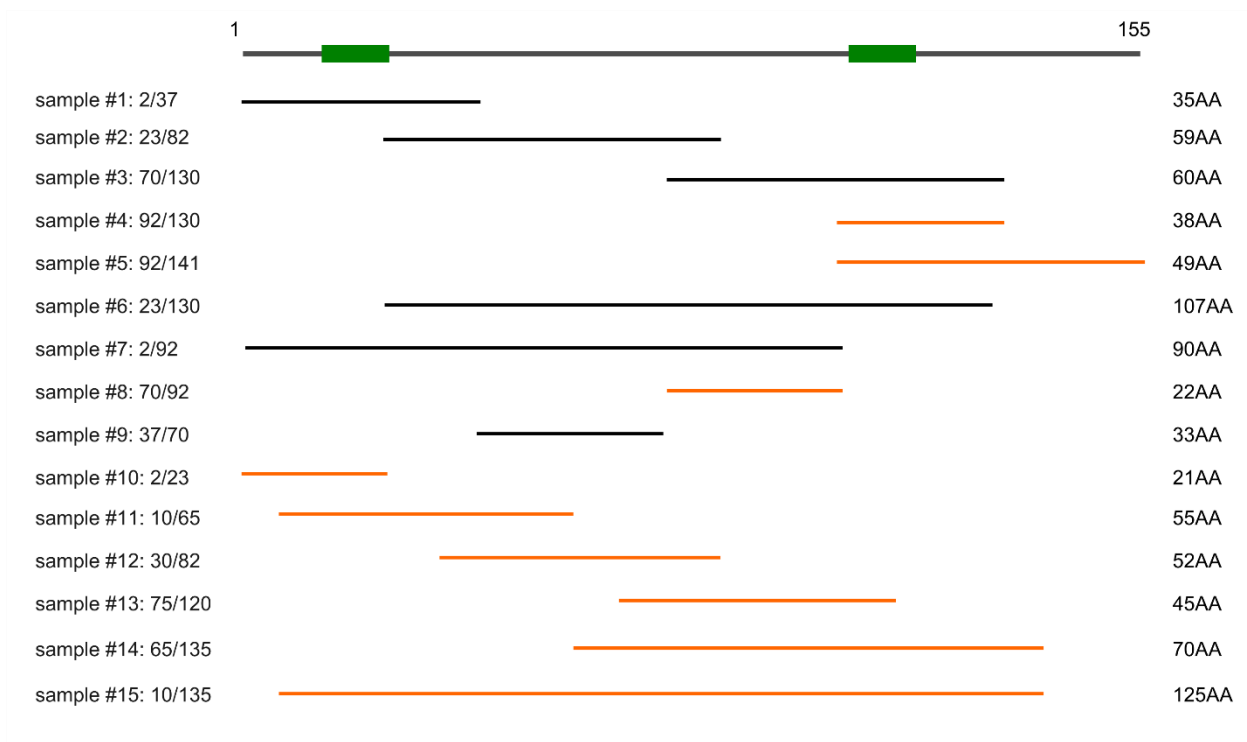 1 155
sample #1: 2/37 35AA
sample #2: 23/82 59AA
sample #3: 70/130 60AA
sample #4: 92/130 38AA
sample #5: 92/141 49AA
sample #6: 23/130 107AA
sample #7: 2/92 90AA
sample #8: 70/92 22AA
sample #9: 37/70 33AA
sample #10: 2/23 21AA
sample #11: 10/65 55AA
sample #12: 30/82 52AA
sample #13: 75/120 45AA
sample #14: 65/135 70AA
sample #15: 10/135 125AA